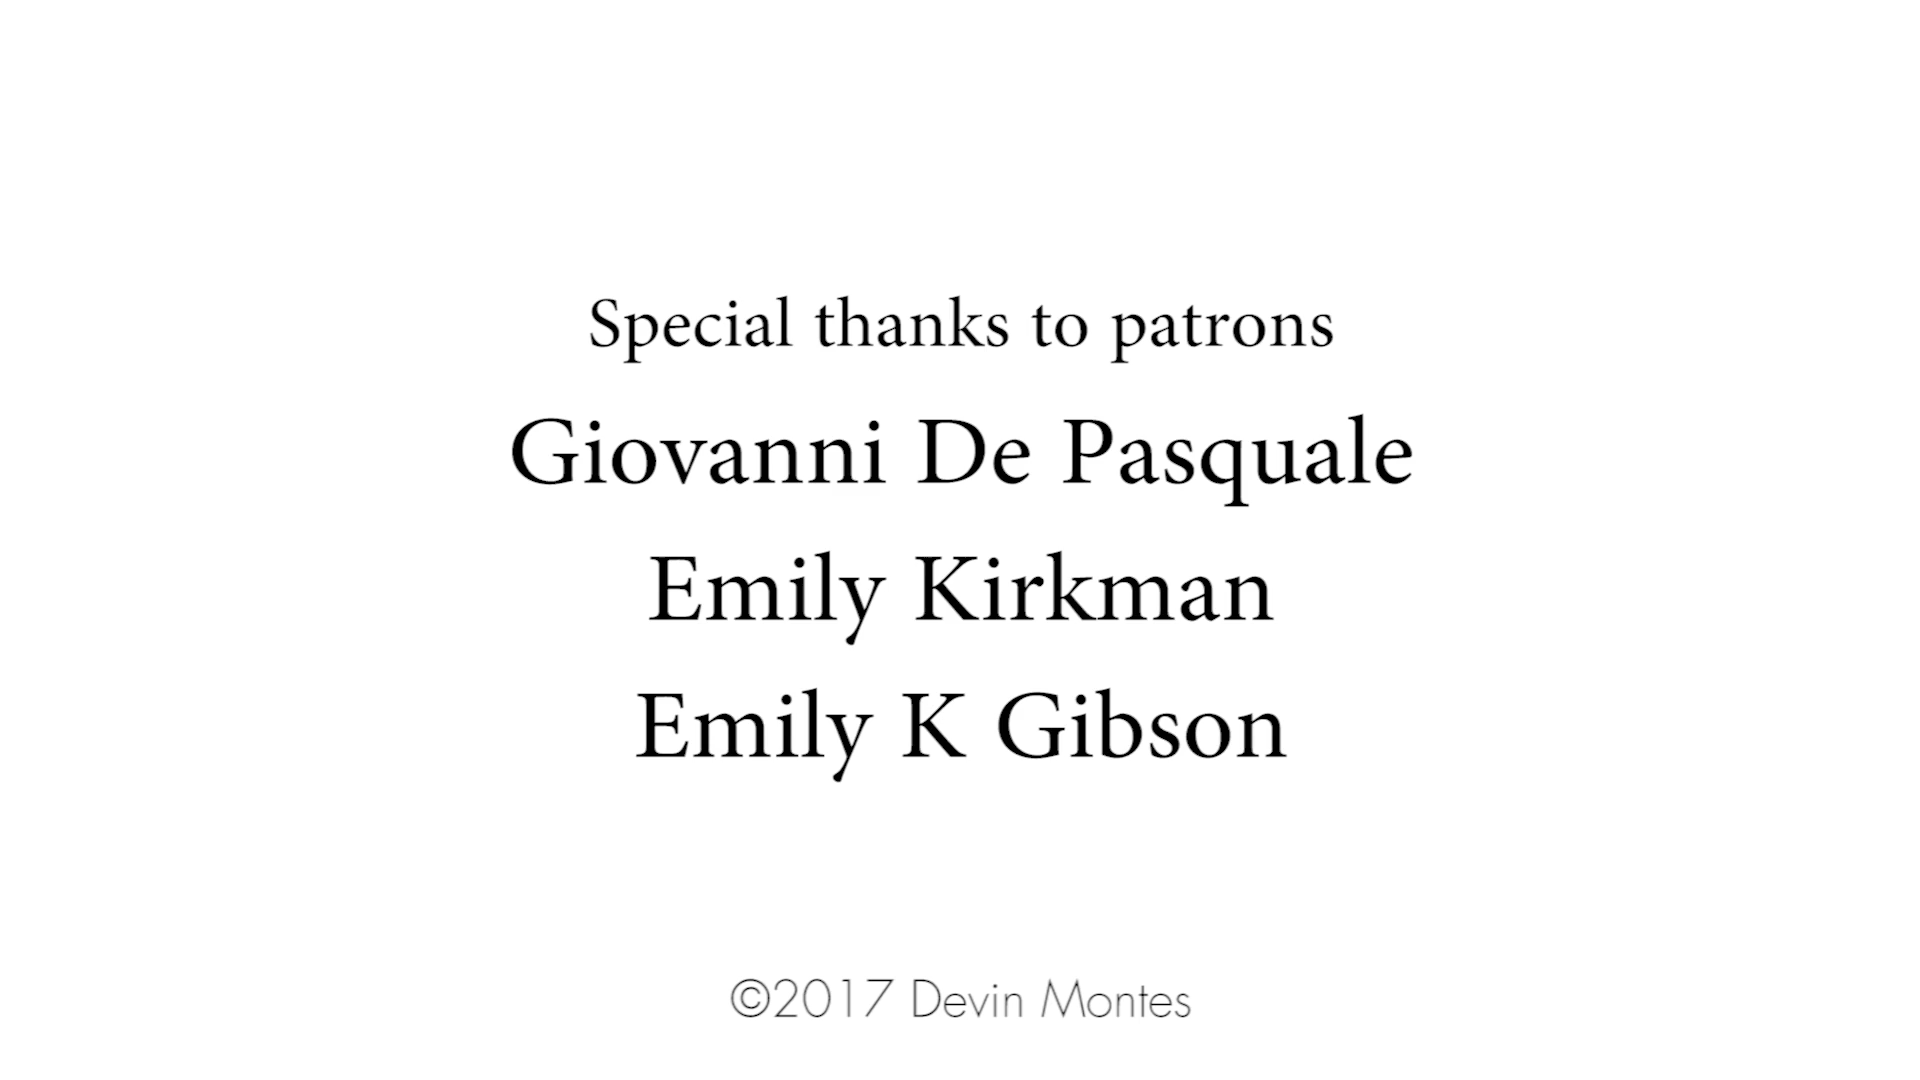 Special thanks to patrons
Giovanni De Pasquale
Emily Kirkman
Emily K Gibson
©2017 Devin Montes